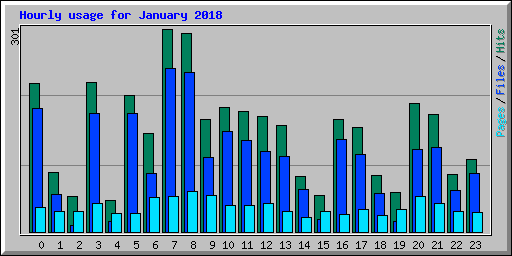 Hourly usage for January 2018
301
Pages/Files/Hits
0 1 2 3 4 5 6 7 8 9 10 11 12 13 14 15 16 17 18 19 20 21 22 23